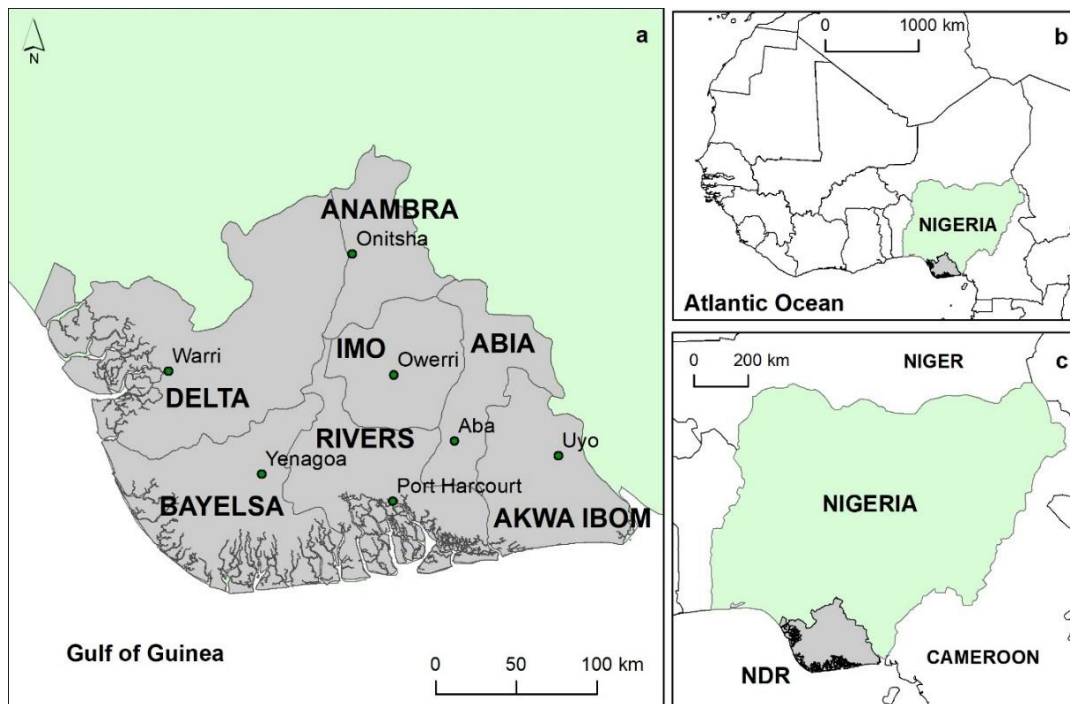 a
N
ANAMBRA
Onitsha
IMO
Owerri
ABIA
Warri
DELTA
RIVERS
Aba
Uyo
Yenagoa
BAYELSA
Port Harcourt
AKWA IBOM
Gulf of Guinea
0 50 100 km
0 1000 km
b
NIGERIA
Atlantic Ocean
0 200 km
NIGER
c
NIGERIA
NDR
CAMEROON